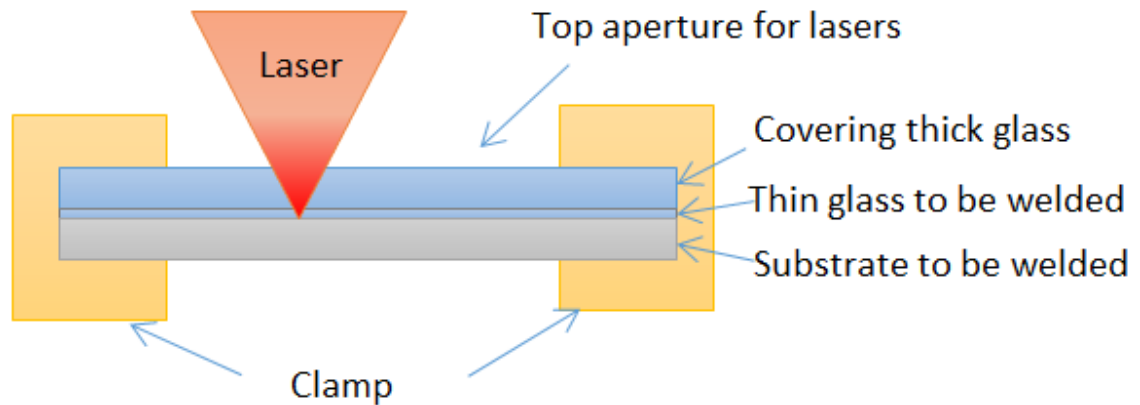 Top aperture for lasers
Laser
Covering thick glass
Thin glass to be welded
Substrate to be welded
Clamp